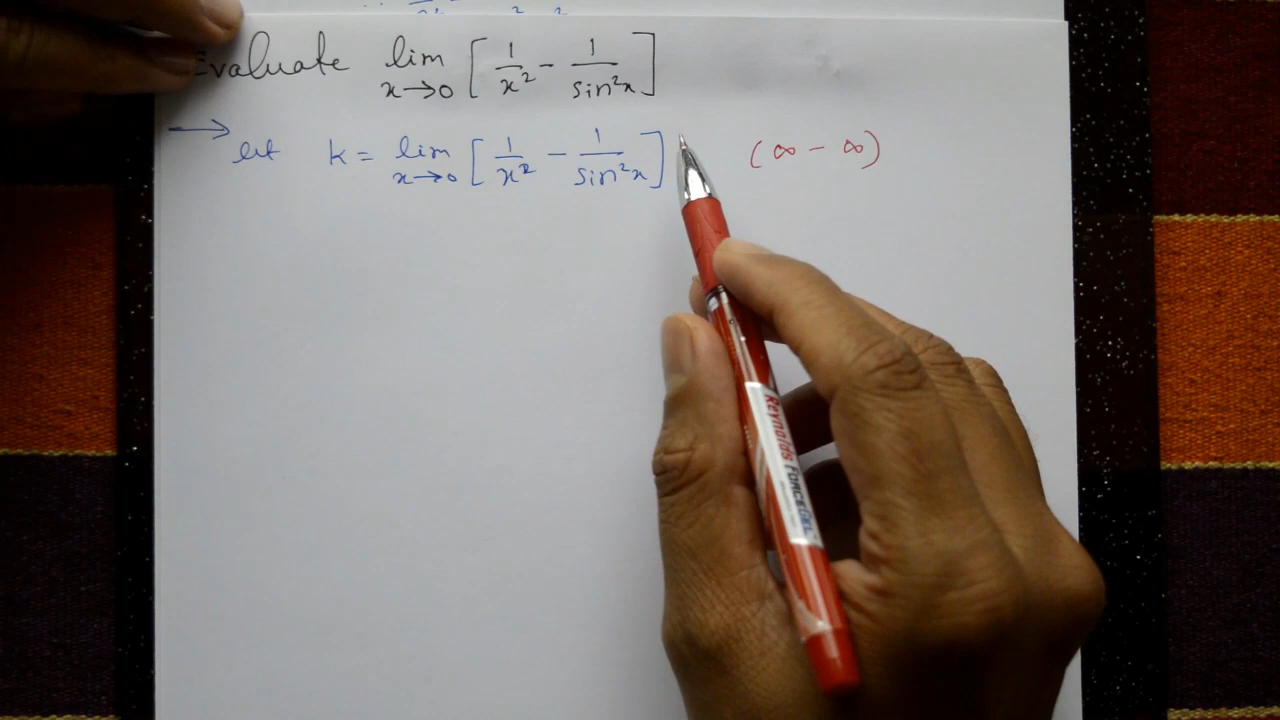 Evaluate lim x→0 [ 1/x² - 1/sin²x ]
let k = lim x→0 [ 1/x² - 1/sin²x ] (∞ - ∞)
Reynolds FORCEGEL